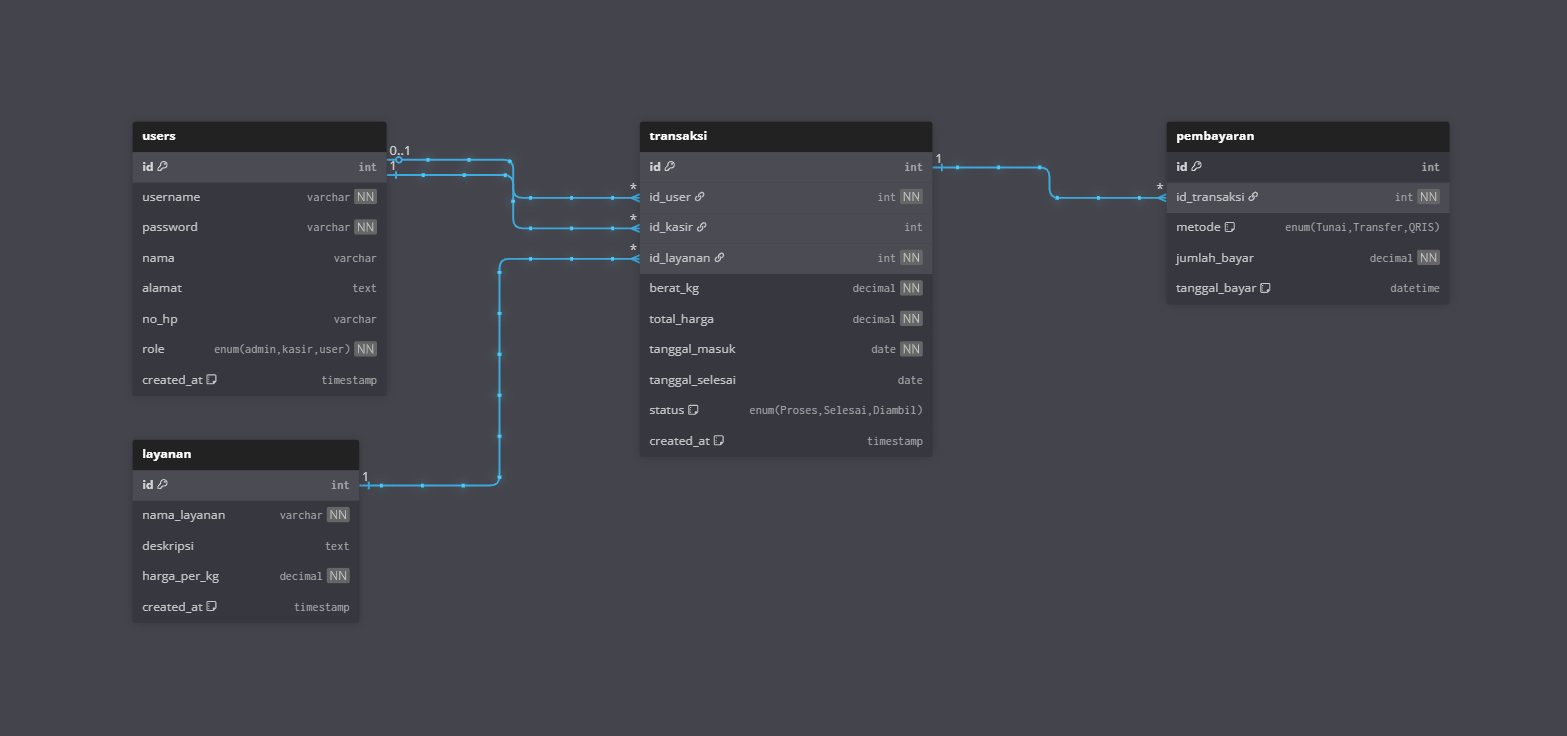 users
id int
username varchar NN
password varchar NN
nama varchar
alamat text
no_hp varchar
role enum(admin,kasir,user) NN
created_at timestamp
0..1
1
layanan
id int
nama_layanan varchar NN
deskripsi text
harga_per_kg decimal NN
created_at timestamp
1
transaksi
id int
* id_user int NN
* id_kasir int
* id_layanan int NN
berat_kg decimal NN
total_harga decimal NN
tanggal_masuk date NN
tanggal_selesai date
status enum(Proses,Selesai,Diambil)
created_at timestamp
1
pembayaran
id int
* id_transaksi int NN
metode enum(Tunai,Transfer,QRIS)
jumlah_bayar decimal NN
tanggal_bayar datetime